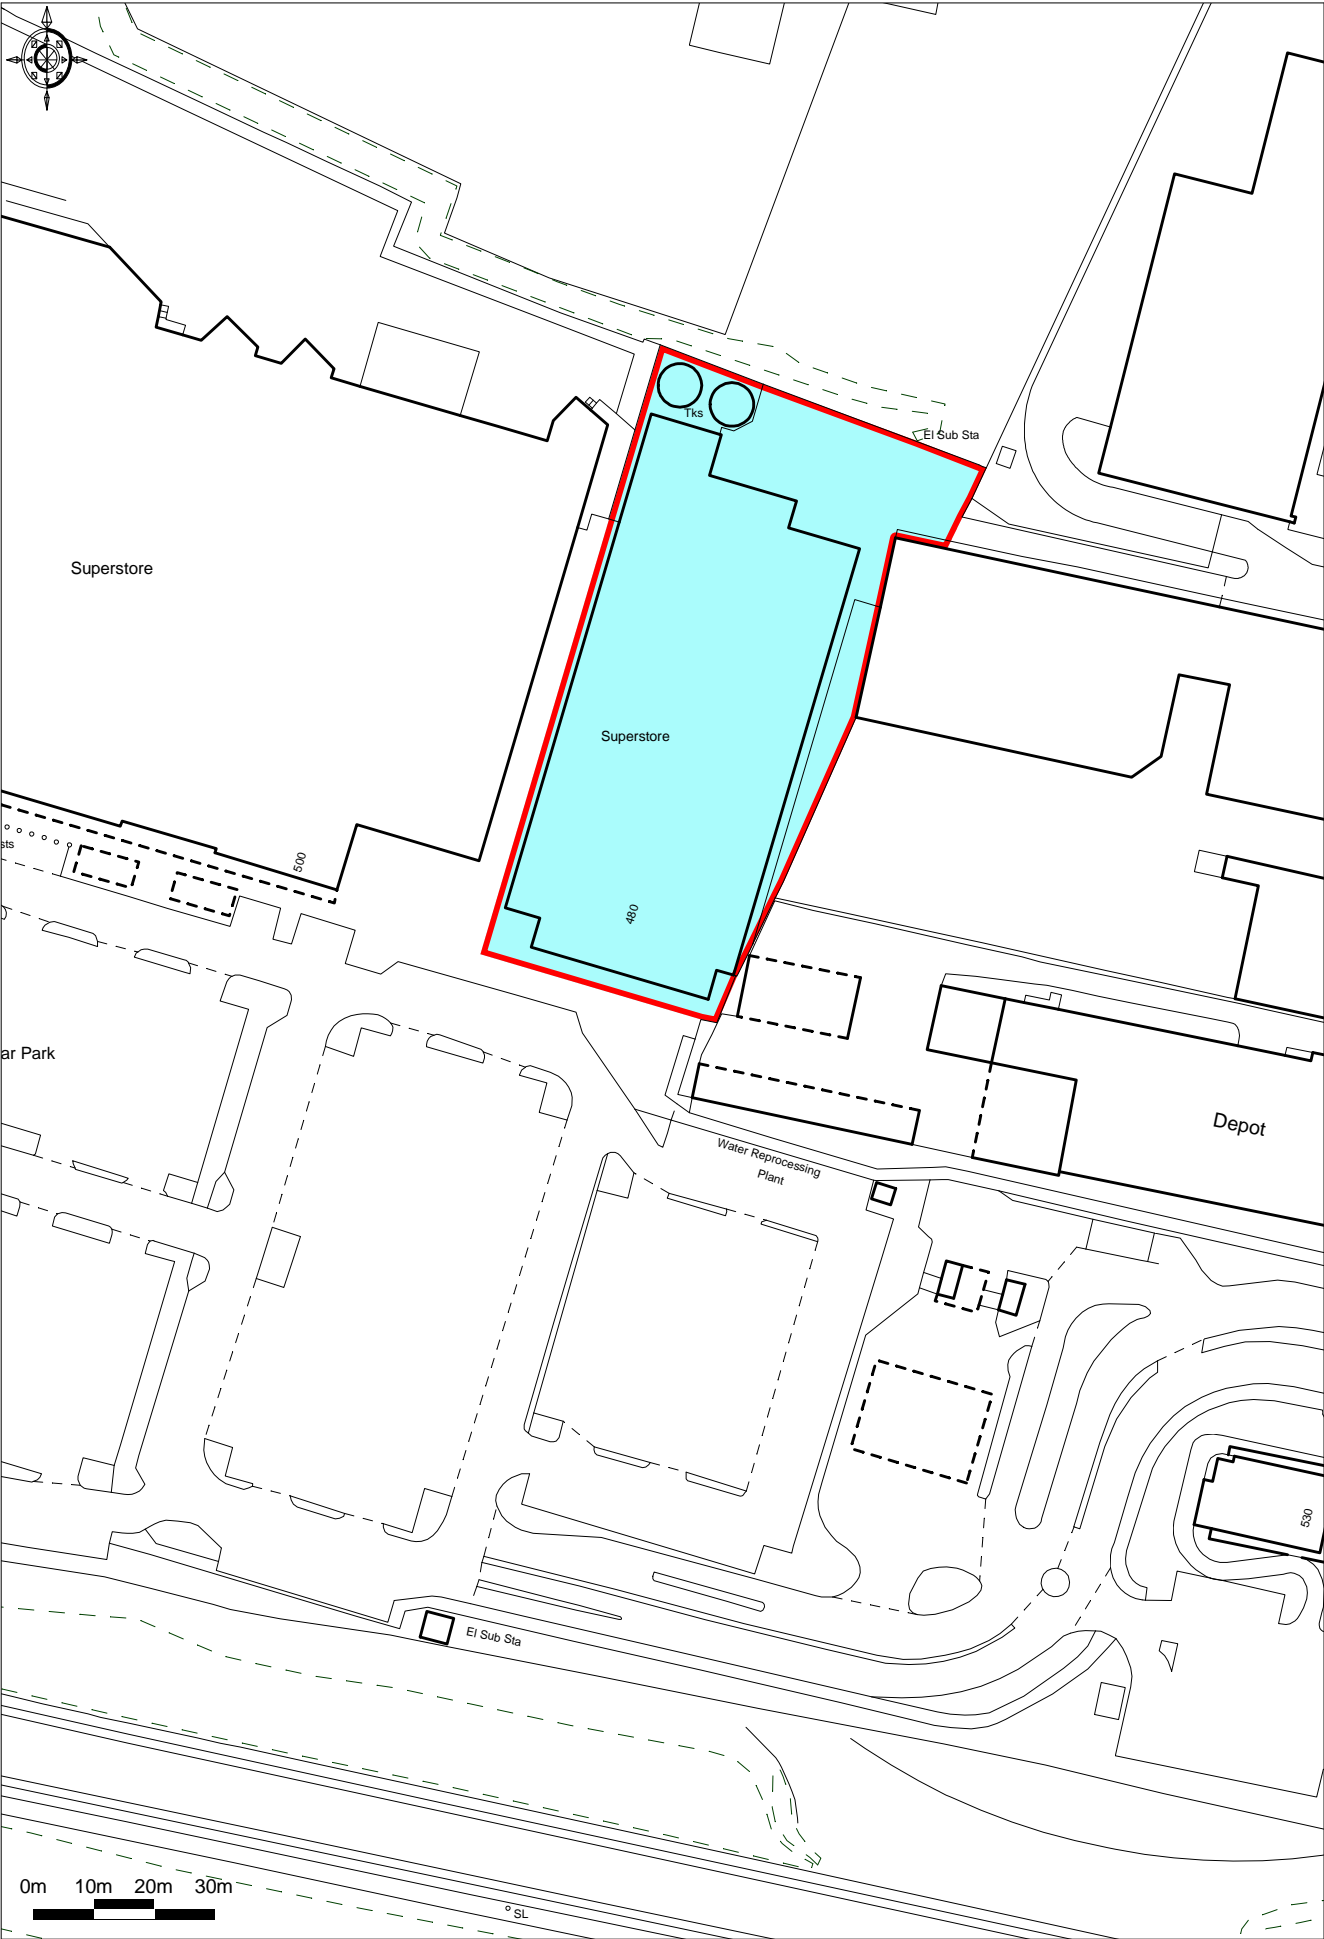 Tks
El Sub Sta
Superstore
Superstore
500
sts
480
ar Park
Depot
Water Reprocessing
Plant
530
El Sub Sta
0m 10m 20m 30m
SL